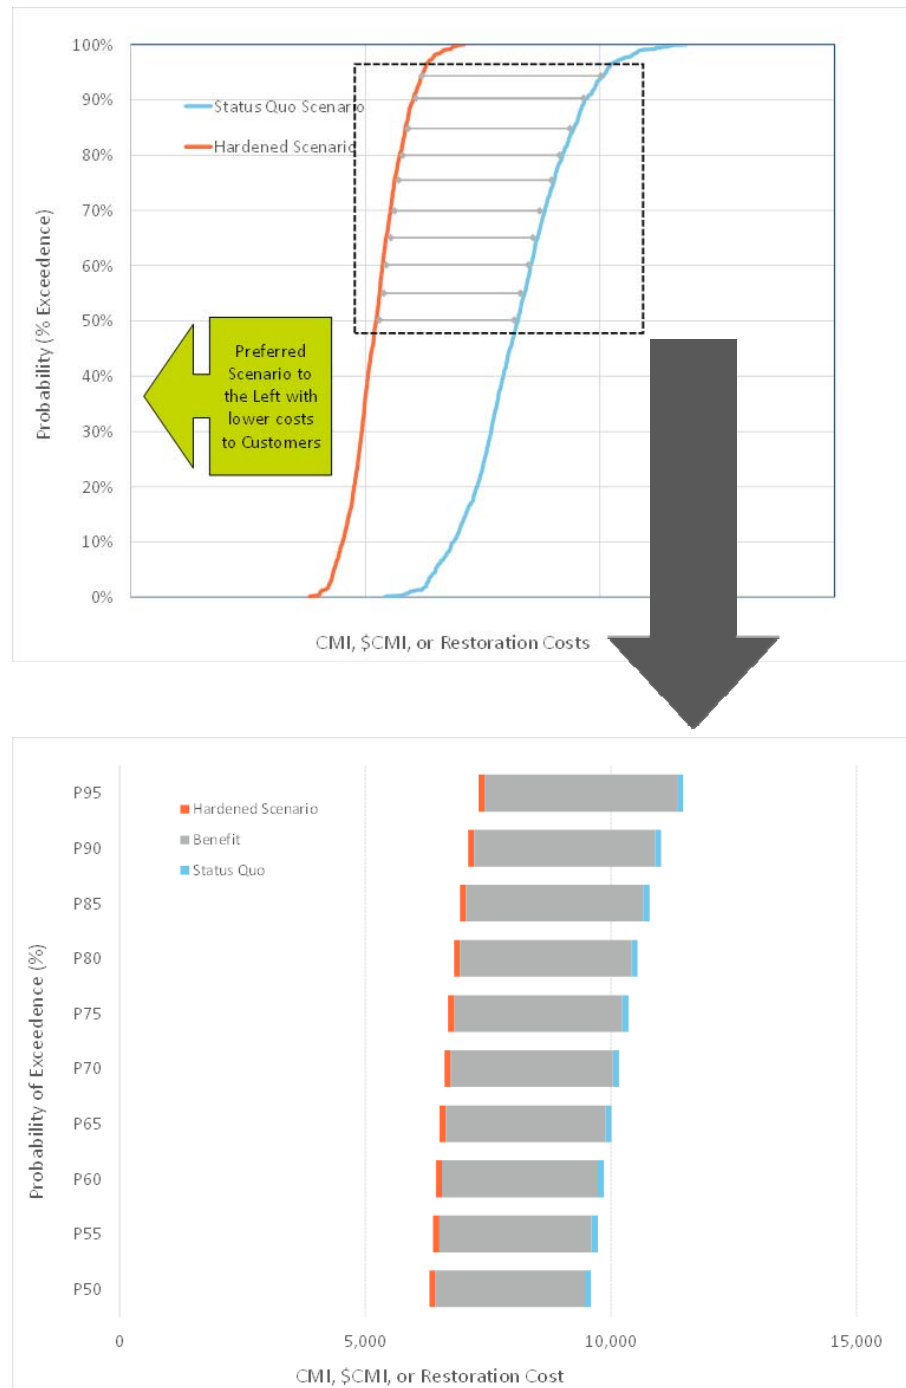 100%
90%
80%
70%
60%
50%
40%
30%
20%
10%
0%
Probability (% Exceedence)
Status Quo Scenario
Hardened Scenario
Preferred
Scenario to
the Left with
lower costs
to Customers
CMI, $CMI, or Restoration Costs
P95
P90
P85
P80
P75
P70
P65
P60
P55
P50
Probability of Exceedence (%)
Hardened Scenario
Benefit
Status Quo
0
5,000
10,000
15,000
CMI, $CMI, or Restoration Cost